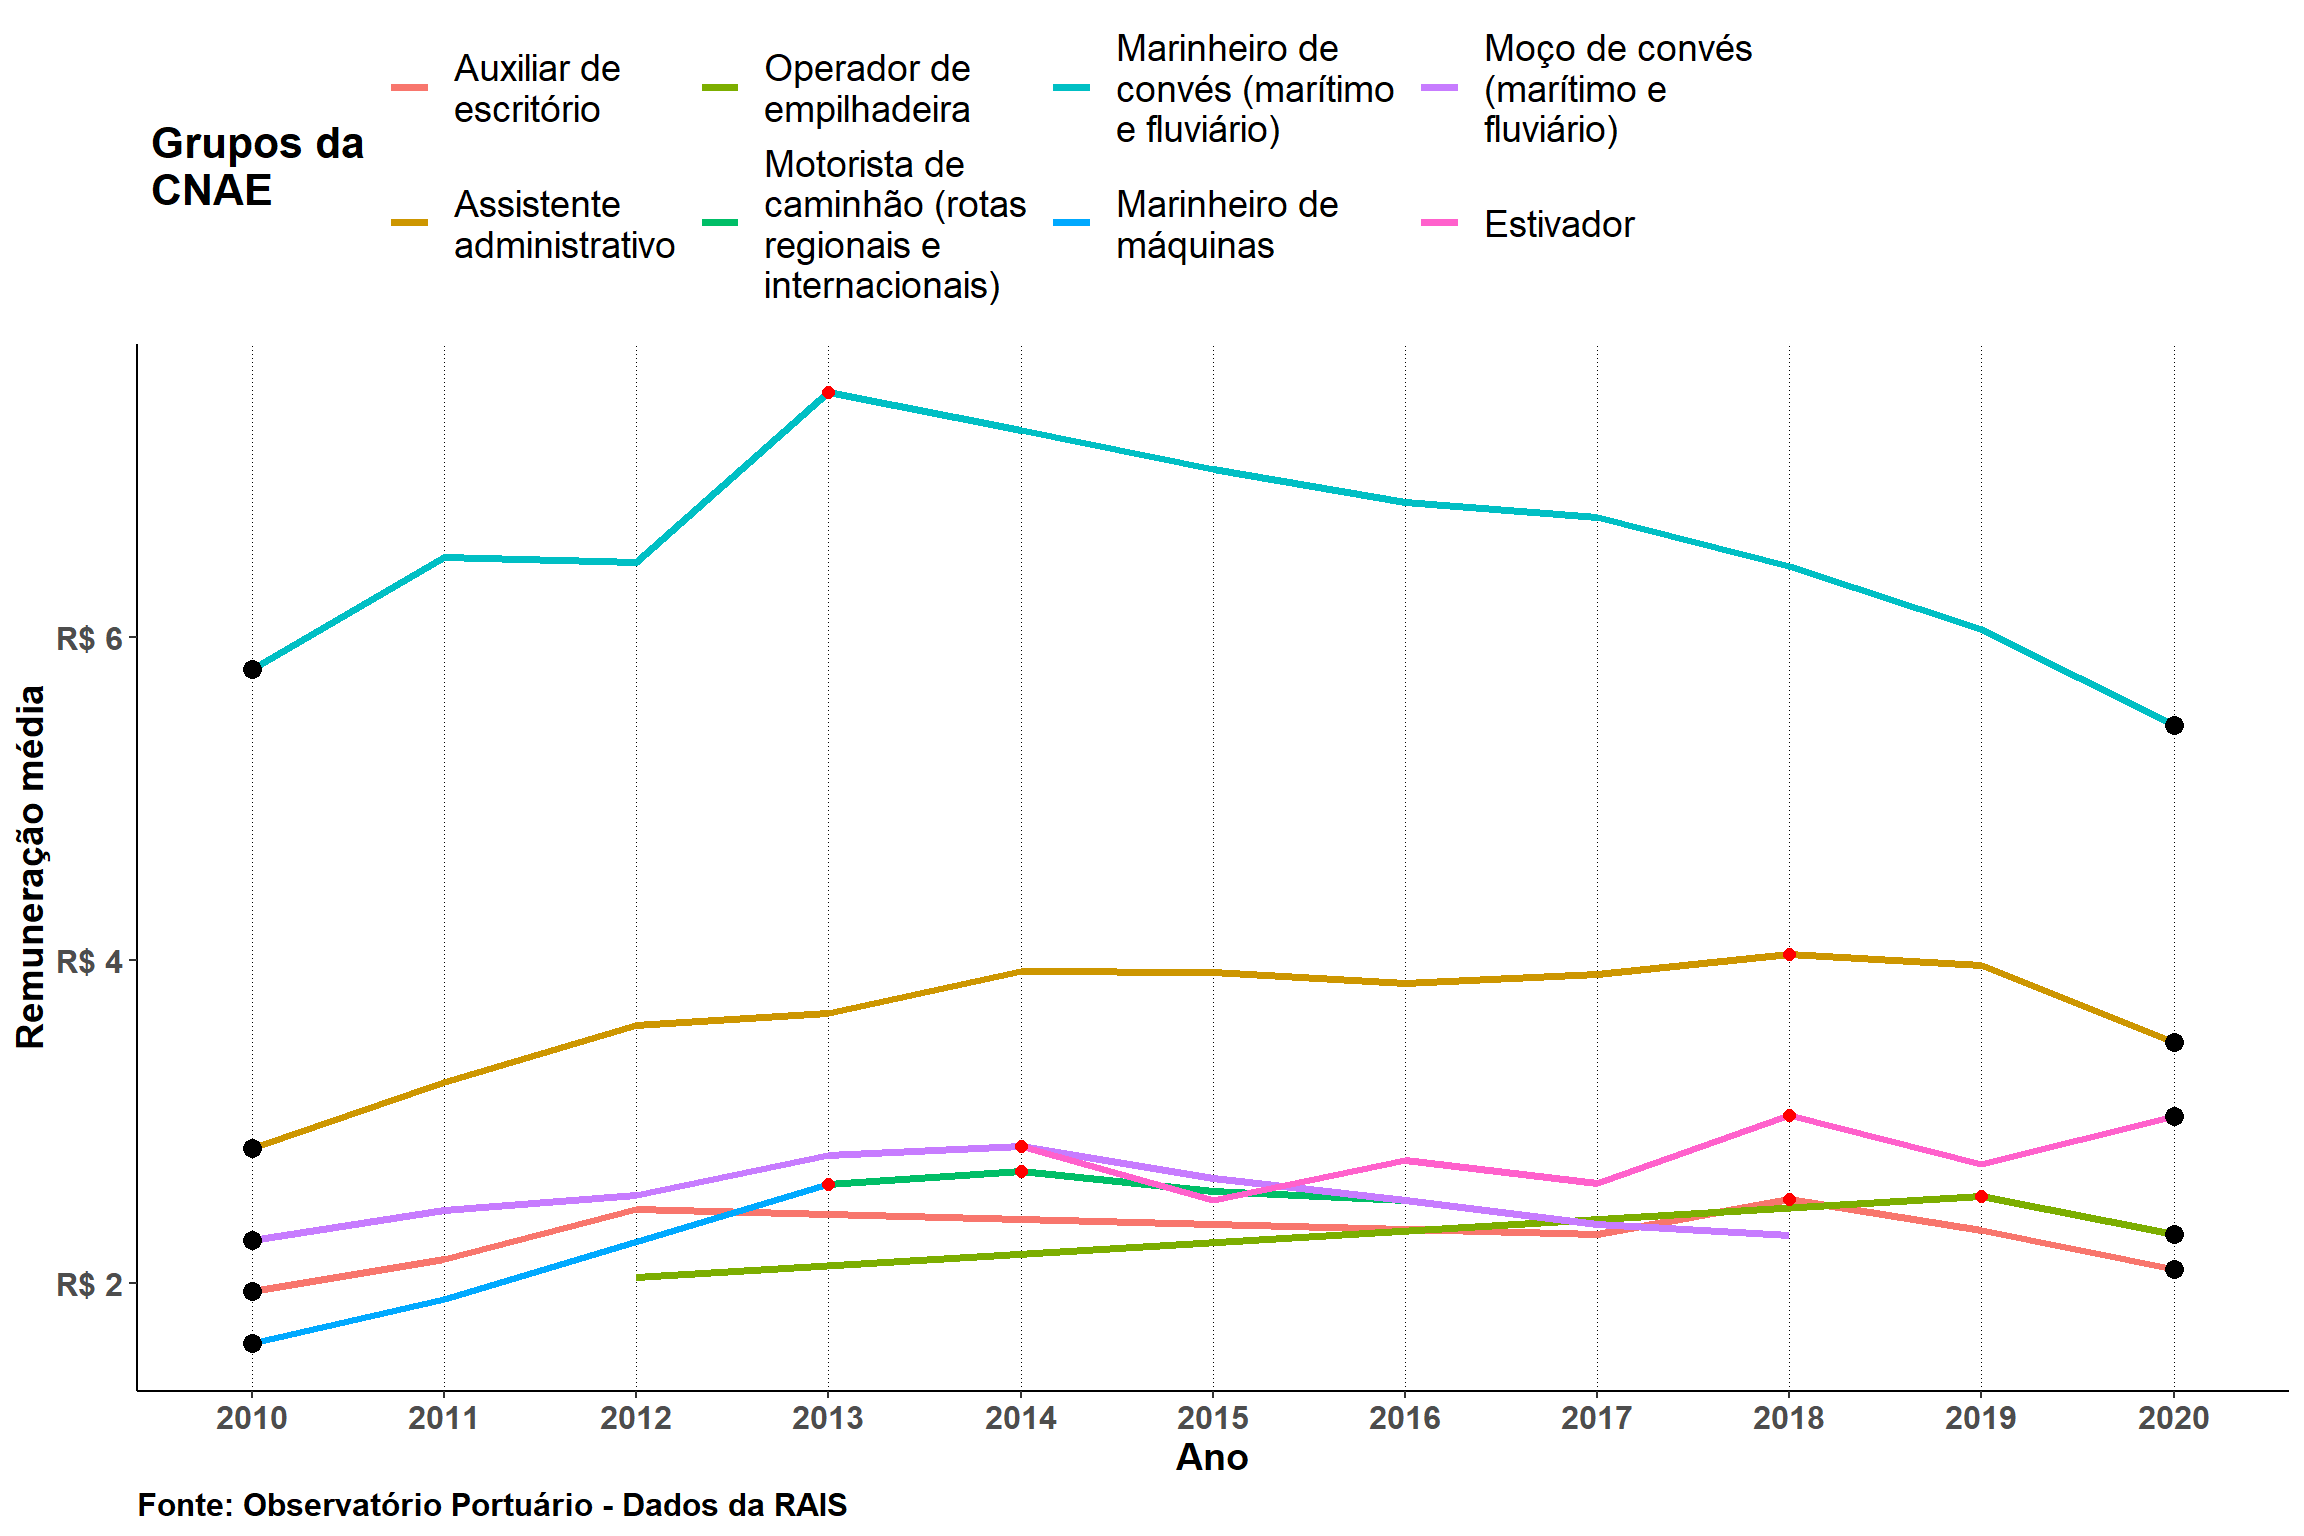 Grupos da
CNAE
Auxiliar de
escritório
Assistente
administrativo
Operador de
empilhadeira
Motorista de
caminhão (rotas
regionais e
internacionais)
Marinheiro de
convés (marítimo
e fluviário)
Marinheiro de
máquinas
Moço de convés
(marítimo e
fluviário)
Estivador
Remuneração média
R$ 6
R$ 4
R$ 2
2010 2011 2012 2013 2014 2015 2016 2017 2018 2019 2020
Ano
Fonte: Observatório Portuário - Dados da RAIS